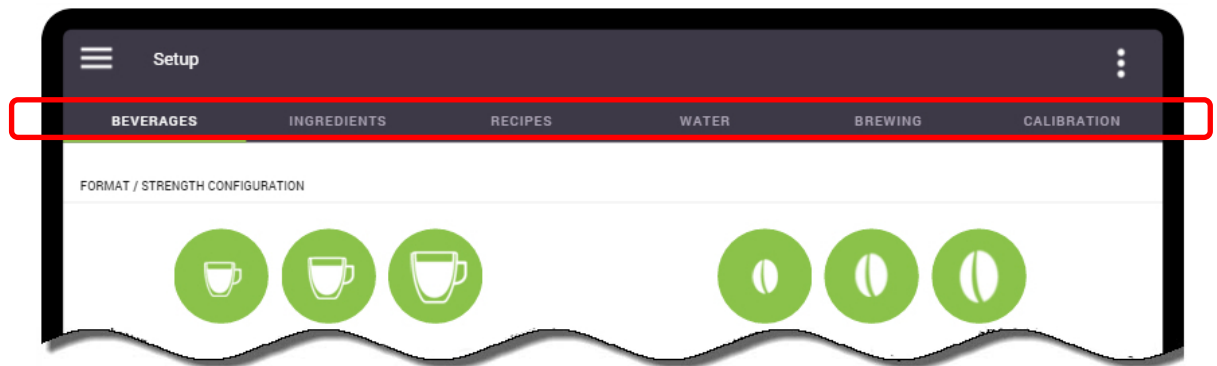 Setup
BEVERAGES INGREDIENTS RECIPES WATER BREWING CALIBRATION
FORMAT / STRENGTH CONFIGURATION